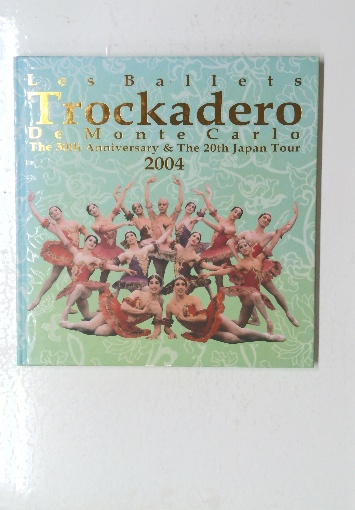 Les Ballets
Trockadero
De Monte Carlo
The 30th Anniversary & The 20th Japan Tour
2004